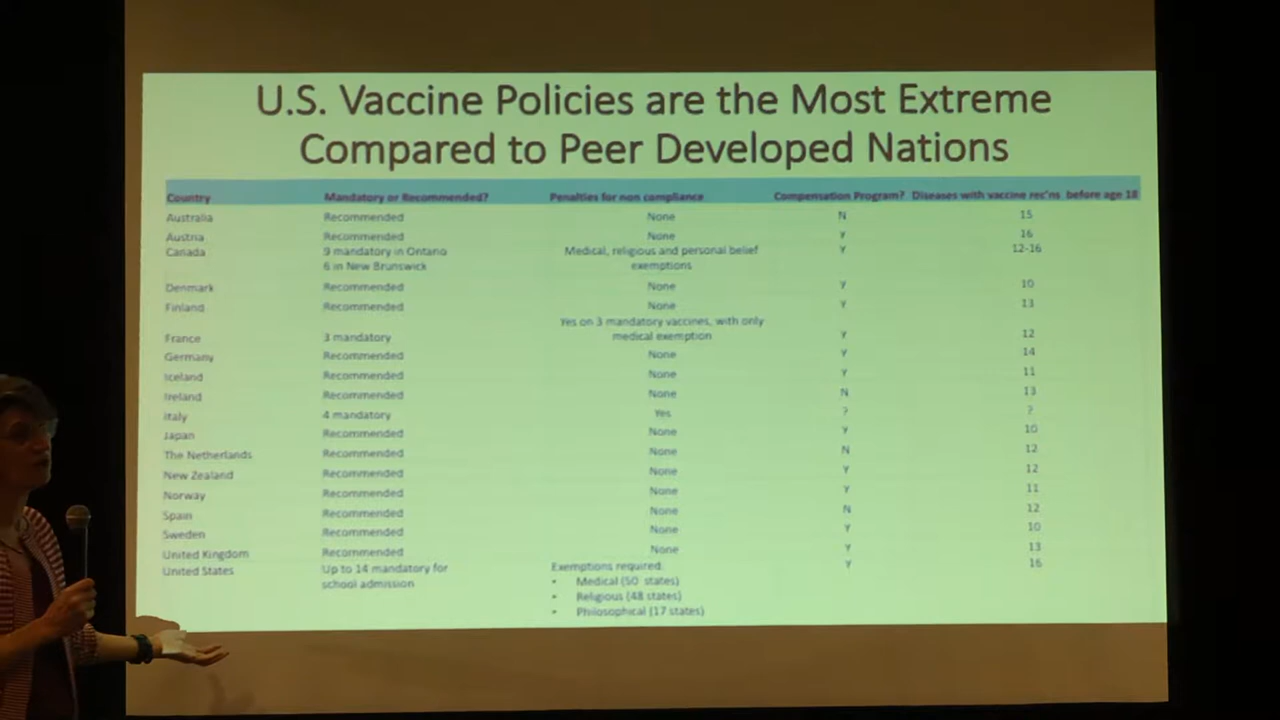 U.S. Vaccine Policies are the Most Extreme
Compared to Peer Developed Nations
Country Mandatory or Recommended? Penalties for non compliance Compensation Program? Diseases with vaccine rec'ns before age 18
Australia Recommended None N 15
Austria Recommended None Y 16
Canada 9 mandatory in Ontario Medical, religious and personal belief Y 12-16
6 in New Brunswick exemptions
Denmark Recommended None Y 10
Finland Recommended None Y 13
Yes on 3 mandatory vaccines, with only
France 3 mandatory medical exemption Y 12
Germany Recommended None Y 14
Iceland Recommended None Y 11
Ireland Recommended None N 13
Italy 4 mandatory Yes ? ?
Japan Recommended None Y 10
The Netherlands Recommended None N 12
New Zealand Recommended None Y 12
Norway Recommended None Y 11
Spain Recommended None N 12
Sweden Recommended None Y 10
United Kingdom Recommended None Y 13
United States Up to 14 mandatory for Exemptions required: Y 16
school admission • Medical (50 states)
• Religious (48 states)
• Philosophical (17 states)